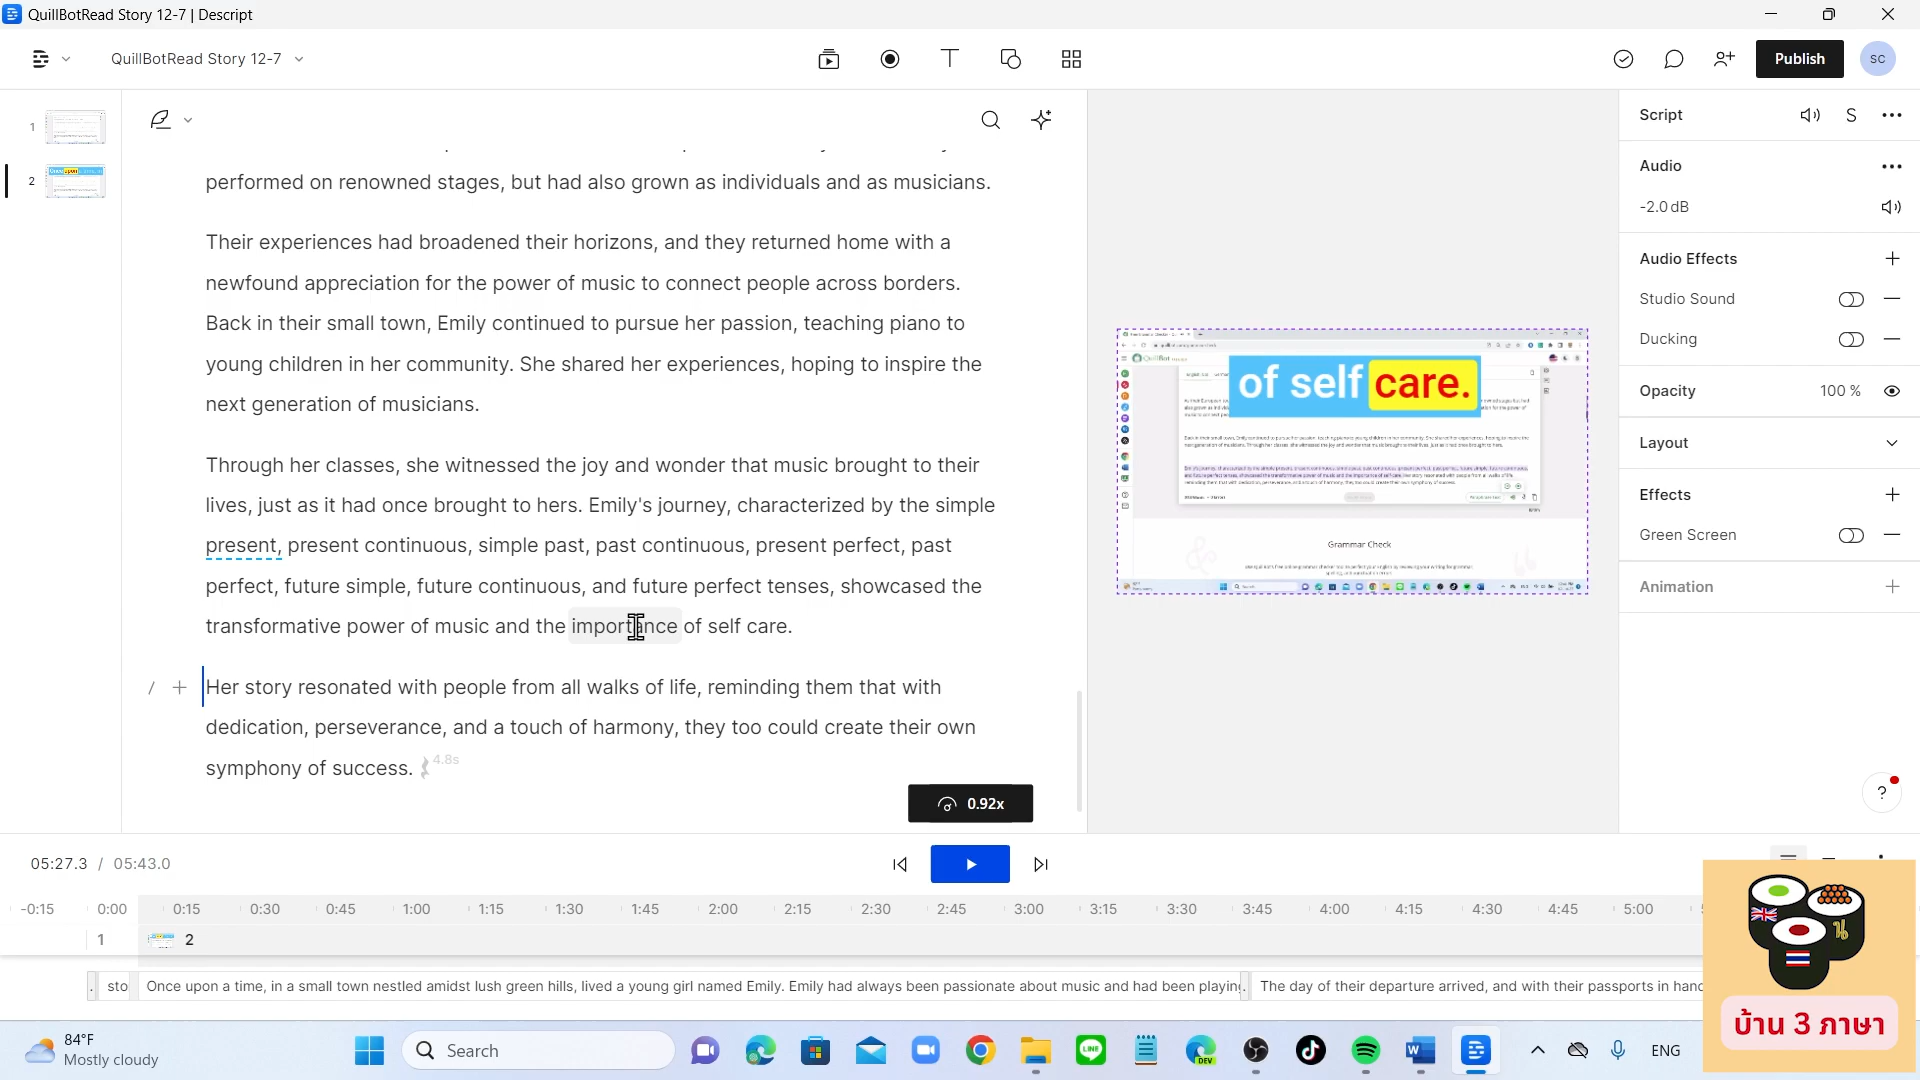 QuillBotRead Story 12-7 | Descript
QuillBotRead Story 12-7
Publish
SC
1
2
performed on renowned stages, but had also grown as individuals and as musicians.
Their experiences had broadened their horizons, and they returned home with a
newfound appreciation for the power of music to connect people across borders.
Back in their small town, Emily continued to pursue her passion, teaching piano to
young children in her community. She shared her experiences, hoping to inspire the
next generation of musicians.
Through her classes, she witnessed the joy and wonder that music brought to their
lives, just as it had once brought to hers. Emily's journey, characterized by the simple
present, present continuous, simple past, past continuous, present perfect, past
perfect, future simple, future continuous, and future perfect tenses, showcased the
transformative power of music and the importance of self care.
/ + Her story resonated with people from all walks of life, reminding them that with
dedication, perseverance, and a touch of harmony, they too could create their own
symphony of success. 4.8s
0.92x
of self care.
Grammar Check
Script
S
Audio
-2.0 dB
Audio Effects
Studio Sound
Ducking
Opacity 100 %
Layout
Effects
Green Screen
Animation
?
05:27.3 / 05:43.0
-0:15 0:00 0:15 0:30 0:45 1:00 1:15 1:30 1:45 2:00 2:15 2:30 2:45 3:00 3:15 3:30 3:45 4:00 4:15 4:30 4:45 5:00
1 2
. sto Once upon a time, in a small town nestled amidst lush green hills, lived a young girl named Emily. Emily had always been passionate about music and had been playing . The day of their departure arrived, and with their passports in hand
น
บ้าน 3 ภาษา
84°F
Mostly cloudy
Search
LINE
DEV
ENG